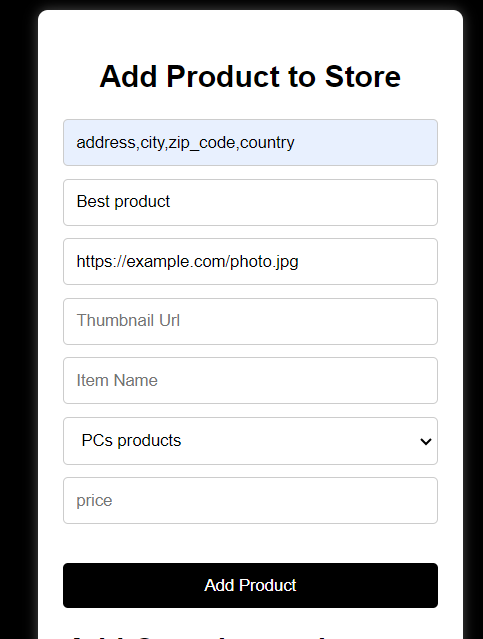 Add Product to Store
address,city,zip_code,country
Best product
https://example.com/photo.jpg
Thumbnail Url
Item Name
PCs products
price
Add Product